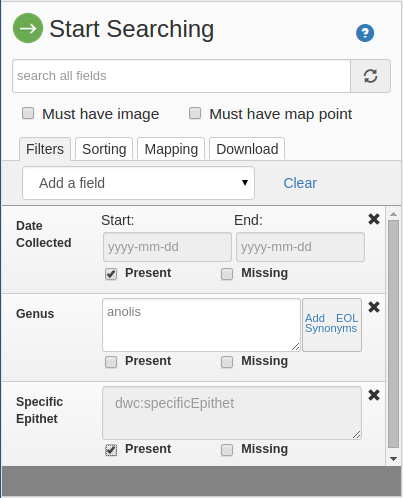 Start Searching
?
search all fields
Must have image Must have map point
Filters Sorting Mapping Download
Add a field Clear
Date Collected
Start: End:
yyyy-mm-dd yyyy-mm-dd
Present Missing
Genus
anolis
Add EOL
Synonyms
Present Missing
Specific
Epithet
dwc:specificEpithet
Present Missing